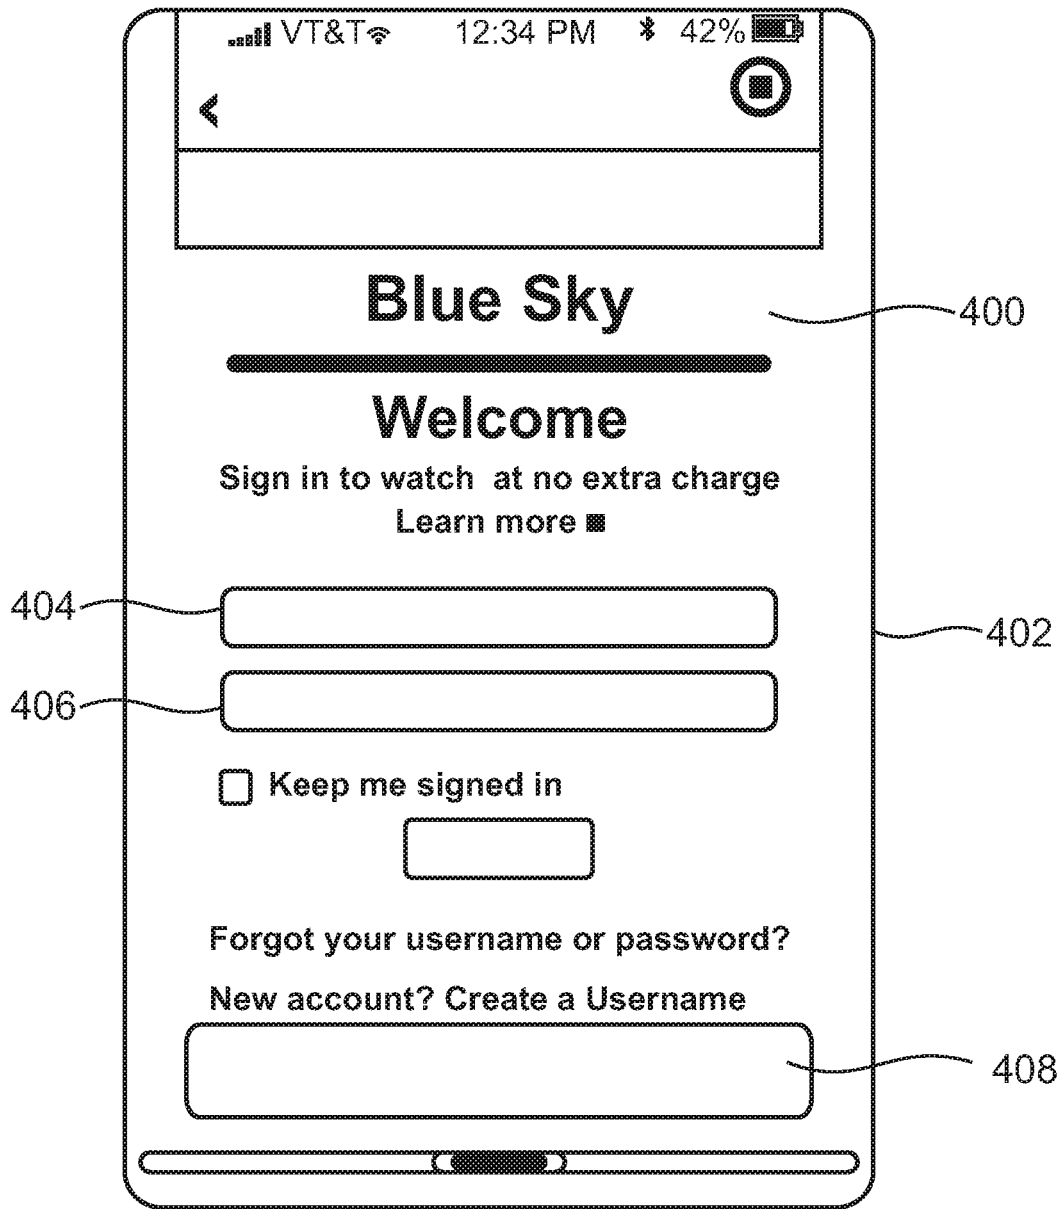 VT&T 12:34 PM 42%
Blue Sky
400
Welcome
Sign in to watch at no extra charge
Learn more
404
402
406
Keep me signed in
Forgot your username or password?
New account? Create a Username
408